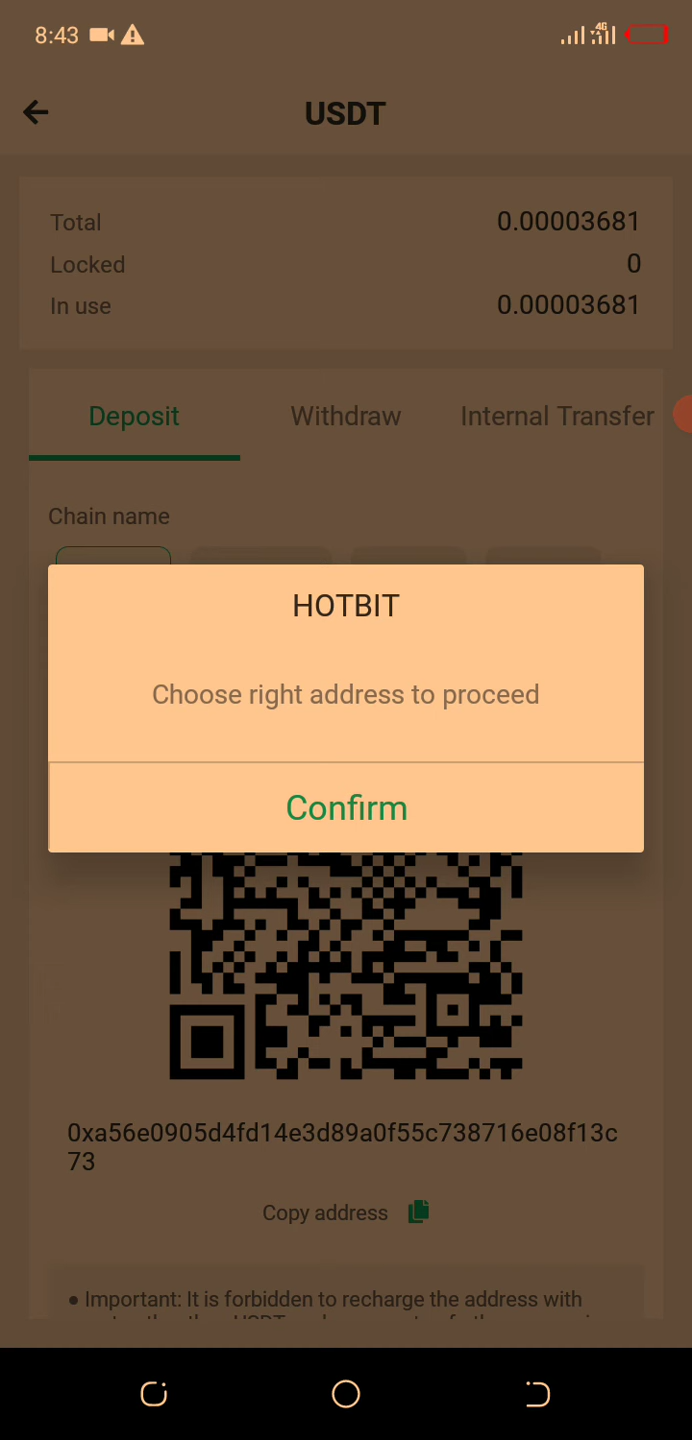 8:43
4G
USDT
Total 0.00003681
Locked 0
In use 0.00003681
Deposit Withdraw Internal Transfer
Chain name
HOTBIT
Choose right address to proceed
Confirm
0xa56e0905d4fd14e3d89a0f55c738716e08f13c
73
Copy address
• Important: It is forbidden to recharge the address with